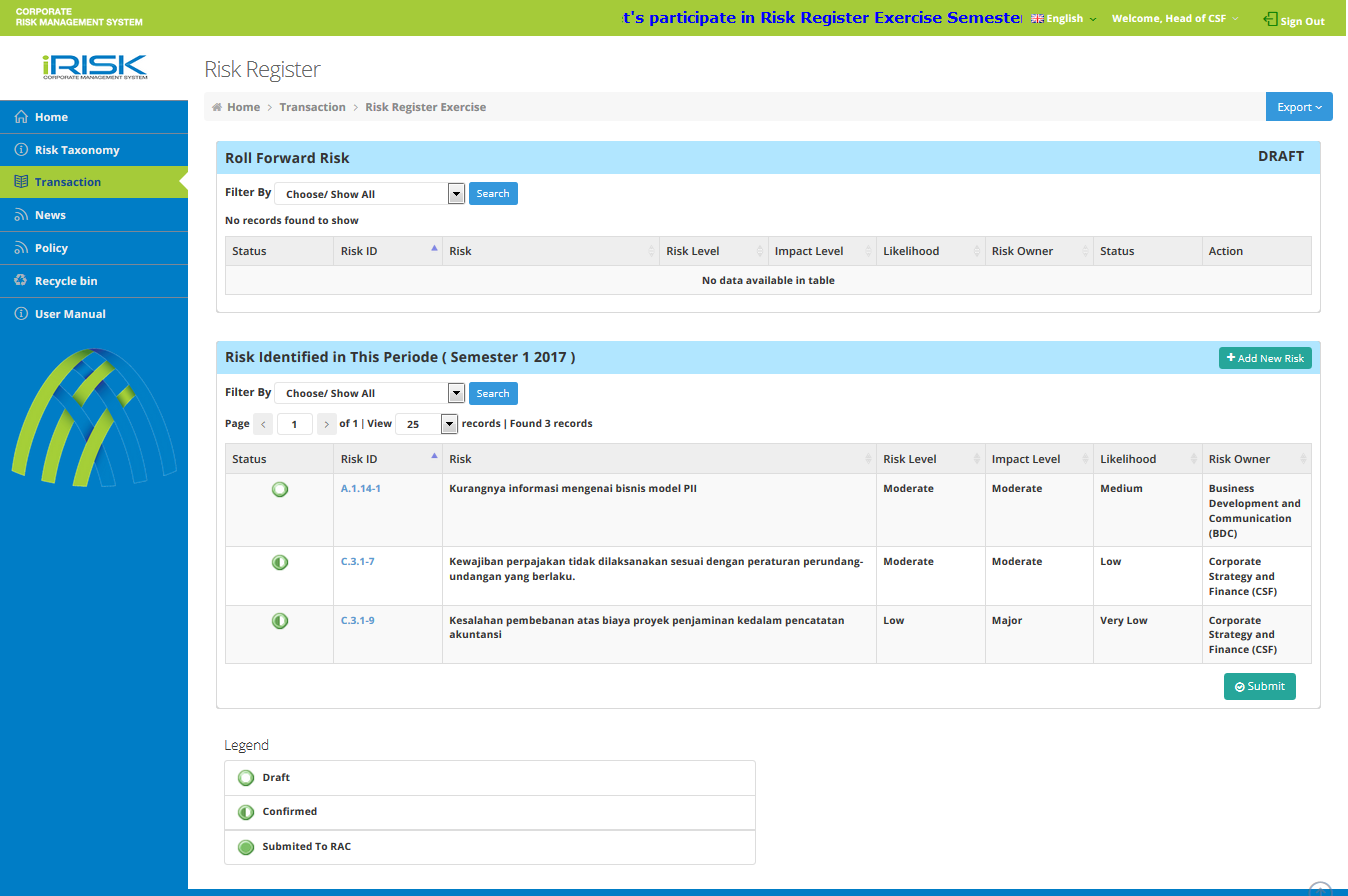 CORPORATE
RISK MANAGEMENT SYSTEM
t's participate in Risk Register Exercise Semester
English
Welcome, Head of CSF
Sign Out
iRISK
CORPORATE MANAGEMENT SYSTEM
Home
Risk Taxonomy
Transaction
News
Policy
Recycle bin
User Manual
Risk Register
Home > Transaction > Risk Register Exercise
Export
Roll Forward Risk
DRAFT
Filter By Choose/ Show All Search
No records found to show
Status Risk ID Risk Risk Level Impact Level Likelihood Risk Owner Status Action
No data available in table
Risk Identified in This Periode ( Semester 1 2017 )
+ Add New Risk
Filter By Choose/ Show All Search
Page < 1 > of 1 | View 25 records | Found 3 records
Status Risk ID Risk Risk Level Impact Level Likelihood Risk Owner
A.1.14-1 Kurangnya informasi mengenai bisnis model PII Moderate Moderate Medium Business
Development and
Communication
(BDC)
C.3.1-7 Kewajiban perpajakan tidak dilaksanakan sesuai dengan peraturan perundang- Moderate Moderate Low Corporate
undangan yang berlaku. Strategy and
Finance (CSF)
C.3.1-9 Kesalahan pembebanan atas biaya proyek penjaminan kedalam pencatatan Low Major Very Low Corporate
akuntansi Strategy and
Finance (CSF)
Submit
Legend
Draft
Confirmed
Submited To RAC